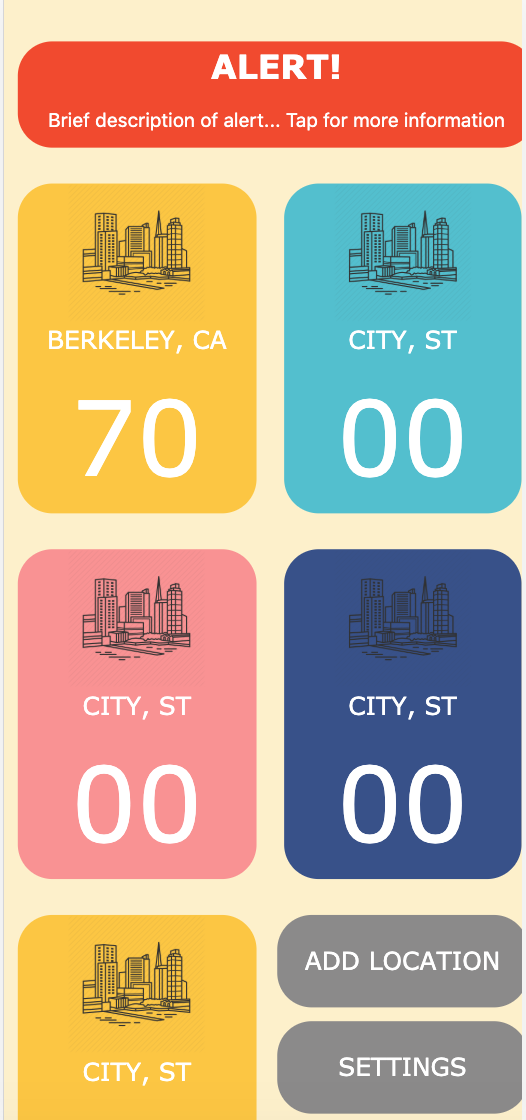 ALERT!
Brief description of alert... Tap for more information
BERKELEY, CA
70
CITY, ST
00
CITY, ST
00
CITY, ST
00
CITY, ST
ADD LOCATION
SETTINGS